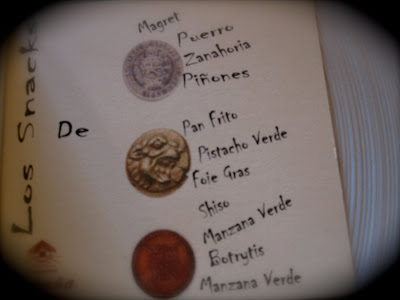 Los Snacks
De
Magret
Puerro
Zanahoria
Piñones
Pan Frito
Pistacho Verde
Foie Gras
Shiso
Manzana Verde
Botrytis
Manzana Verde